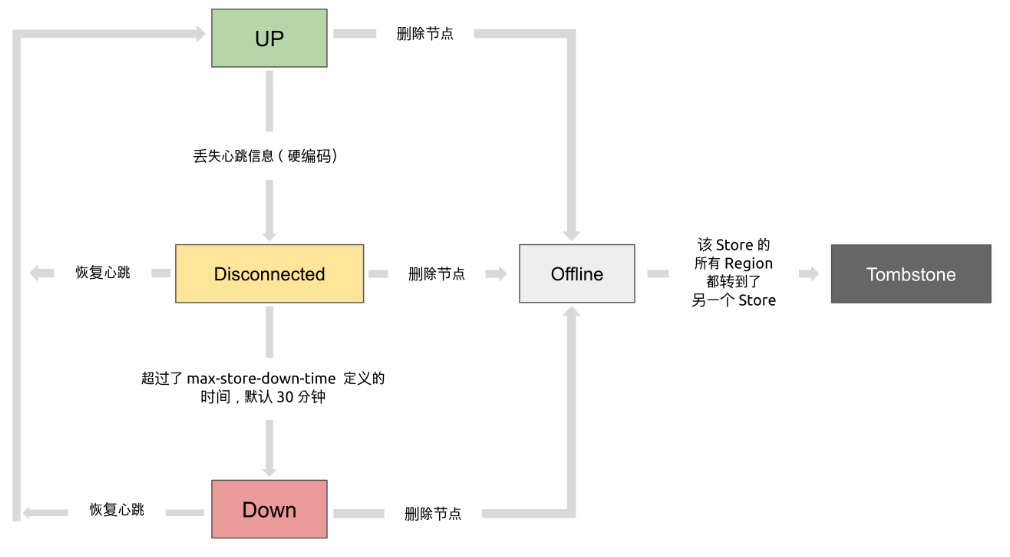 UP
删除节点
丢失心跳信息（硬编码）
恢复心跳
Disconnected
删除节点
Offline
该 Store 的
所有 Region
都转到了
另一个 Store
Tombstone
超过了 max-store-down-time 定义的
时间，默认 30 分钟
恢复心跳
Down
删除节点